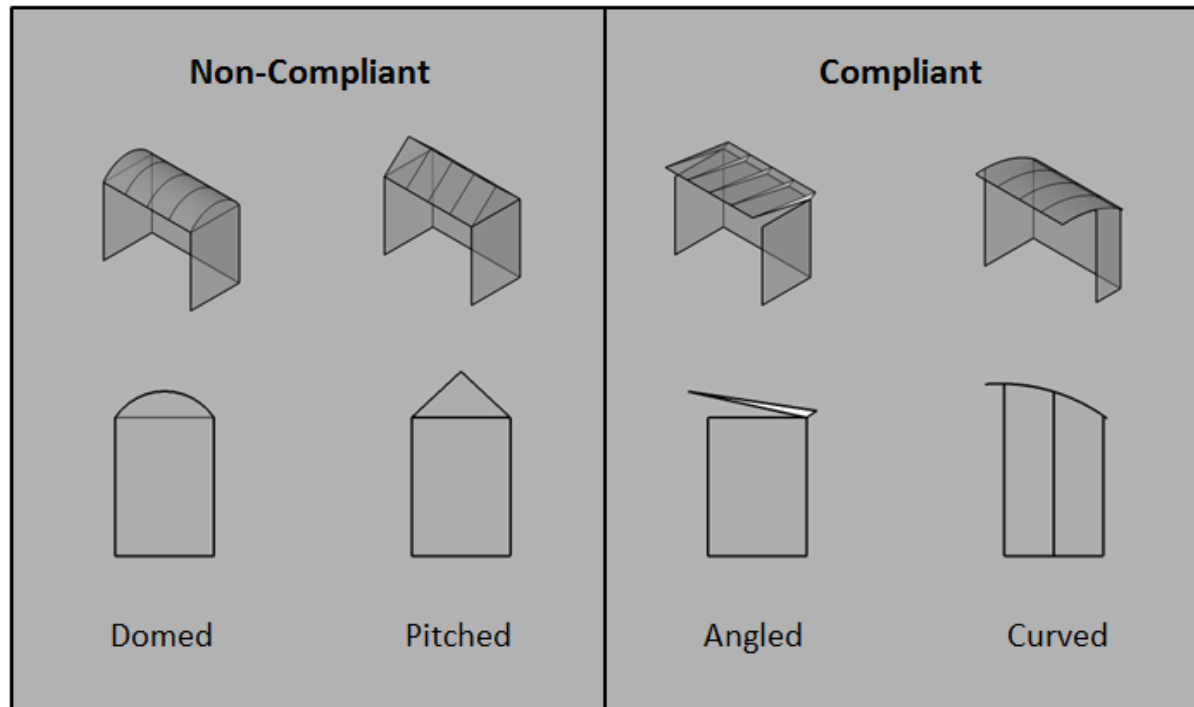 Non-Compliant
Compliant
Domed
Pitched
Angled
Curved